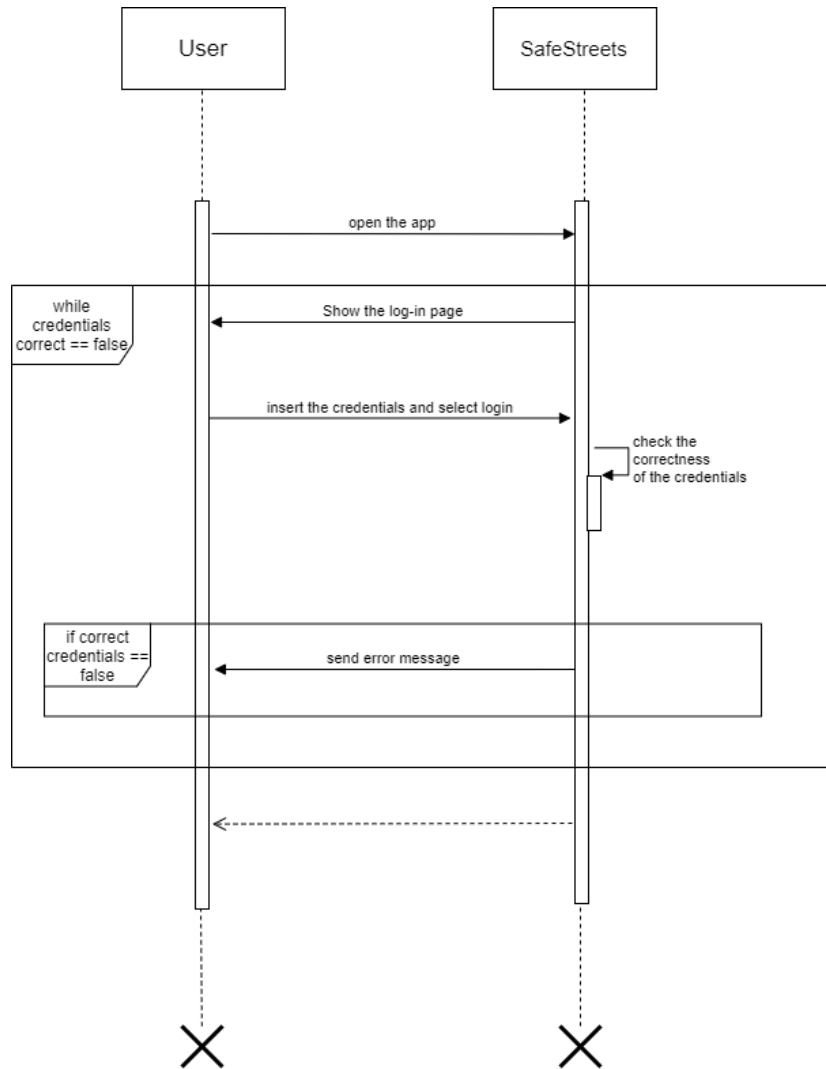 User
SafeStreets
open the app
while
credentials
correct == false
Show the log-in page
insert the credentials and select login
check the
correctness
of the credentials
if correct
credentials ==
false
send error message